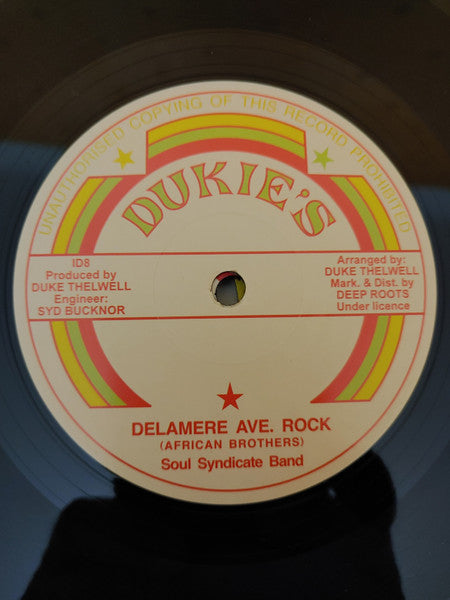 UNAUTHORISED COPYING OF THIS RECORD PROHIBITED
DUKIE'S
ID8
Produced by
DUKE THELWELL
Engineer:
SYD BUCKNOR
Arranged by:
DUKE THELWELL
Mark. & Dist. by
DEEP ROOTS
Under licence
DELAMERE AVE. ROCK
(AFRICAN BROTHERS)
Soul Syndicate Band